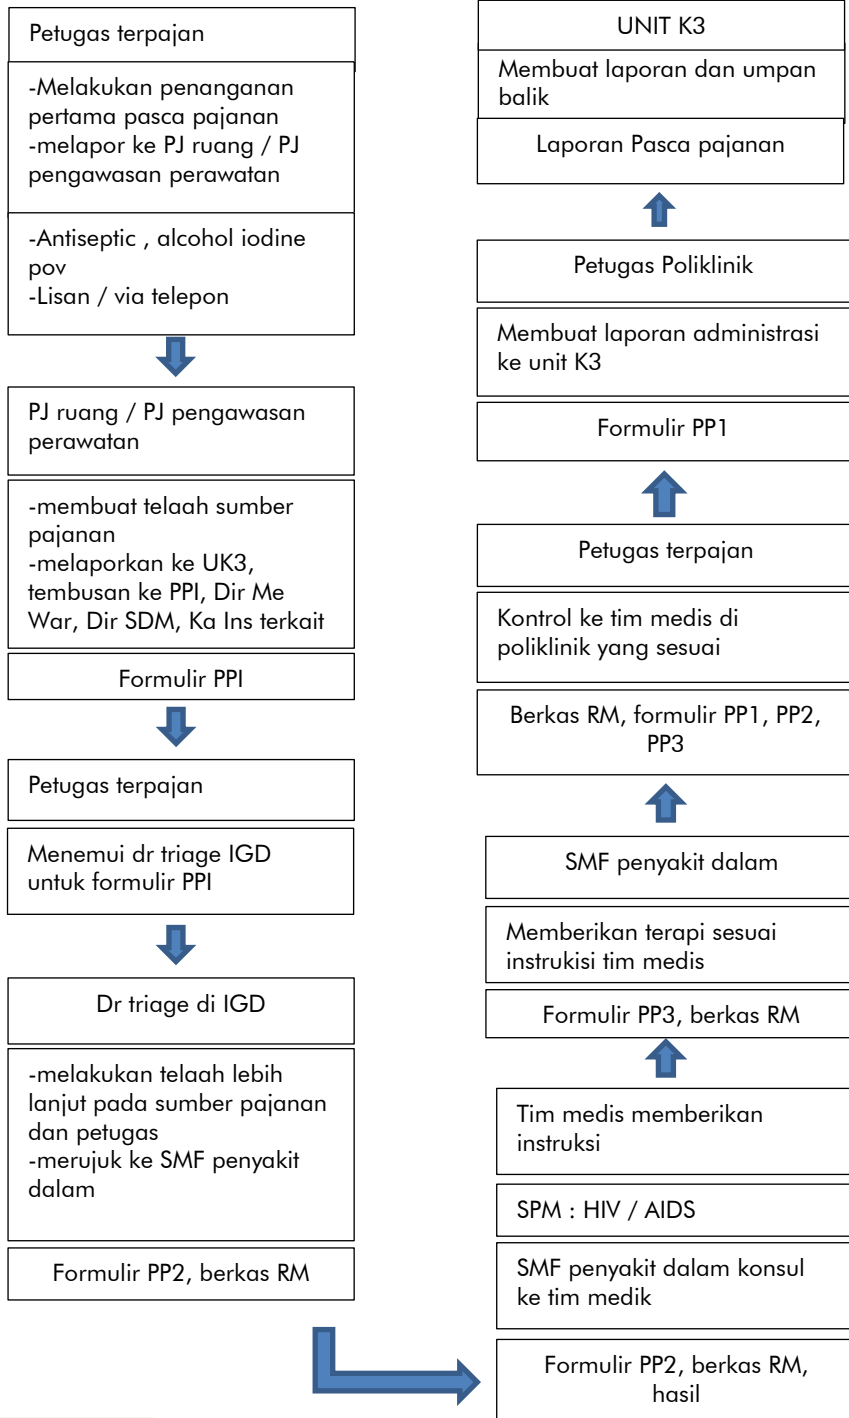 Petugas terpajan
-Melakukan penanganan
pertama pasca pajanan
-melapor ke PJ ruang / PJ
pengawasan perawatan
-Antiseptic , alcohol iodine
pov
-Lisan / via telepon
PJ ruang / PJ pengawasan
perawatan
-membuat telaah sumber
pajanan
-melaporkan ke UK3,
tembusan ke PPI, Dir Me
War, Dir SDM, Ka Ins terkait
Formulir PPI
Petugas terpajan
Menemui dr triage IGD
untuk formulir PPI
Dr triage di IGD
-melakukan telaah lebih
lanjut pada sumber pajanan
dan petugas
-merujuk ke SMF penyakit
dalam
Formulir PP2, berkas RM
UNIT K3
Membuat laporan dan umpan
balik
Laporan Pasca pajanan
Petugas Poliklinik
Membuat laporan administrasi
ke unit K3
Formulir PP1
Petugas terpajan
Kontrol ke tim medis di
poliklinik yang sesuai
Berkas RM, formulir PP1, PP2,
PP3
SMF penyakit dalam
Memberikan terapi sesuai
instrukisi tim medis
Formulir PP3, berkas RM
Tim medis memberikan
instruksi
SPM : HIV / AIDS
SMF penyakit dalam konsul
ke tim medik
Formulir PP2, berkas RM,
hasil